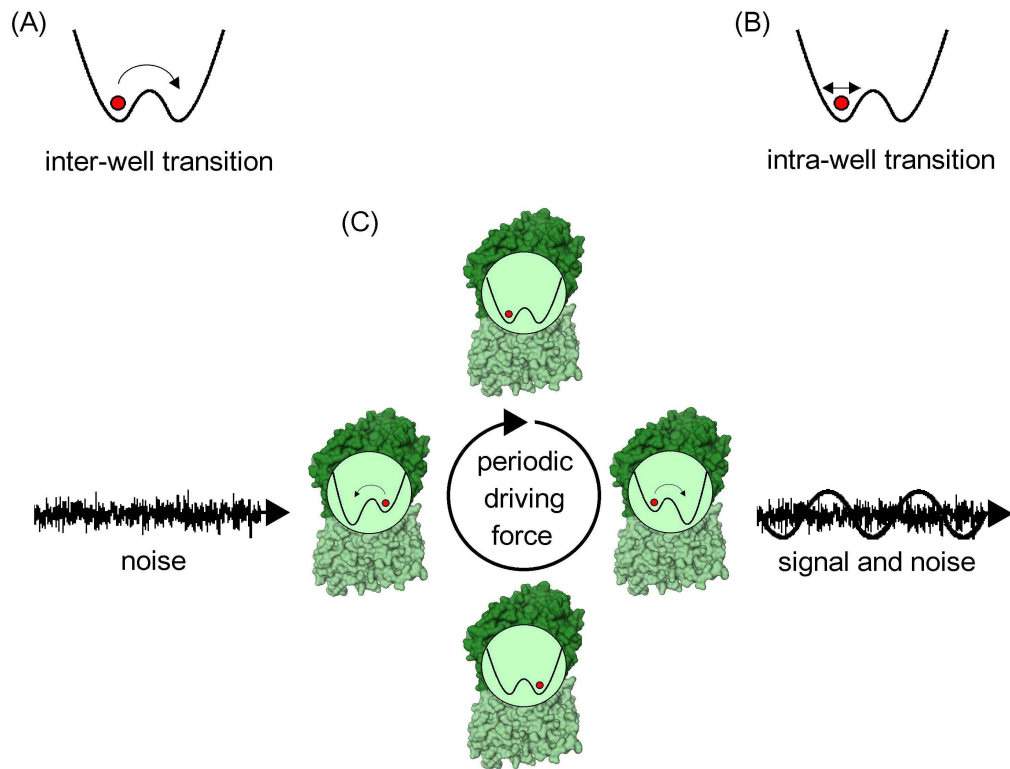 (A)
(B)
inter-well transition
intra-well transition
(C)
periodic
driving
force
noise
signal and noise